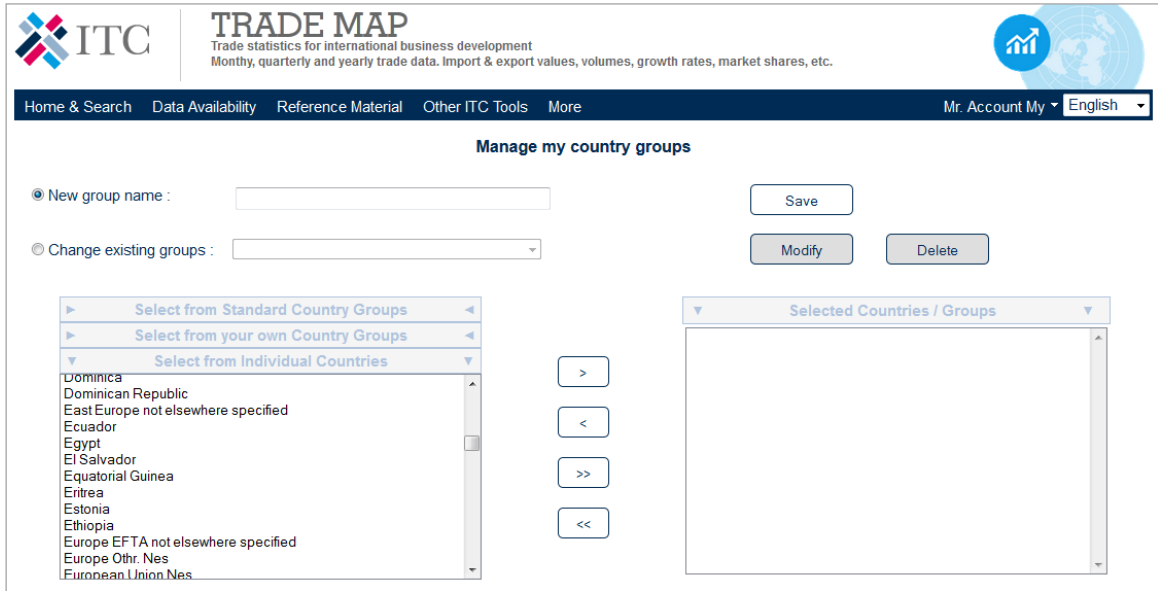 ITC
TRADE MAP
Trade statistics for international business development
Monthy, quarterly and yearly trade data. Import & export values, volumes, growth rates, market shares, etc.
Home & Search Data Availability Reference Material Other ITC Tools More Mr. Account My English
Manage my country groups
New group name :
Save
Change existing groups :
Modify Delete
Select from Standard Country Groups
Select from your own Country Groups
Select from Individual Countries
Dominica
Dominican Republic
East Europe not elsewhere specified
Ecuador
Egypt
El Salvador
Equatorial Guinea
Eritrea
Estonia
Ethiopia
Europe EFTA not elsewhere specified
Europe Othr. Nes
European Union Nes
>
<
>>
<<
Selected Countries / Groups